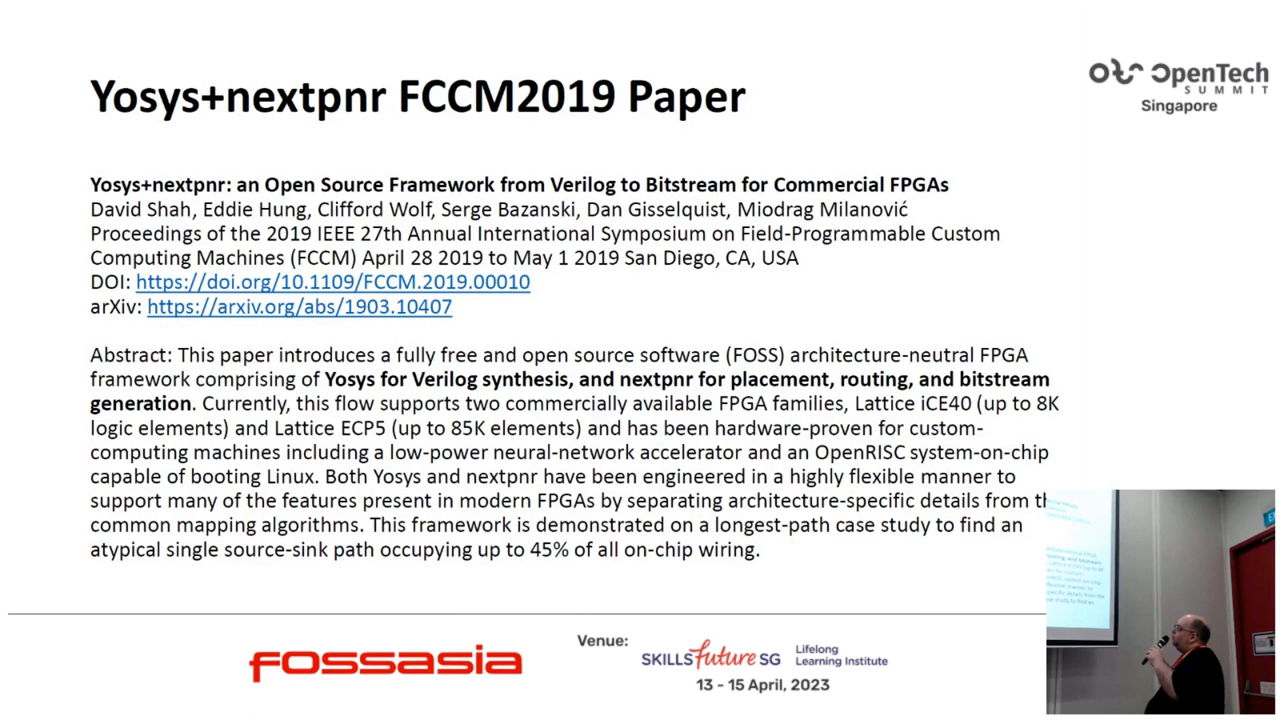 Yosys+nextpnr FCCM2019 Paper
OpenTech
SUMMIT
Singapore
Yosys+nextpnr: an Open Source Framework from Verilog to Bitstream for Commercial FPGAs
David Shah, Eddie Hung, Clifford Wolf, Serge Bazanski, Dan Gisselquist, Miodrag Milanović
Proceedings of the 2019 IEEE 27th Annual International Symposium on Field-Programmable Custom
Computing Machines (FCCM) April 28 2019 to May 1 2019 San Diego, CA, USA
DOI: https://doi.org/10.1109/FCCM.2019.00010
arXiv: https://arxiv.org/abs/1903.10407
Abstract: This paper introduces a fully free and open source software (FOSS) architecture-neutral FPGA
framework comprising of Yosys for Verilog synthesis, and nextpnr for placement, routing, and bitstream
generation. Currently, this flow supports two commercially available FPGA families, Lattice iCE40 (up to 8K
logic elements) and Lattice ECP5 (up to 85K elements) and has been hardware-proven for custom-
computing machines including a low-power neural-network accelerator and an OpenRISC system-on-chip
capable of booting Linux. Both Yosys and nextpnr have been engineered in a highly flexible manner to
support many of the features present in modern FPGAs by separating architecture-specific details from th
common mapping algorithms. This framework is demonstrated on a longest-path case study to find an
atypical single source-sink path occupying up to 45% of all on-chip wiring.
fossasia
Venue:
SKILLS future SG
Lifelong
Learning Institute
13 - 15 April, 2023